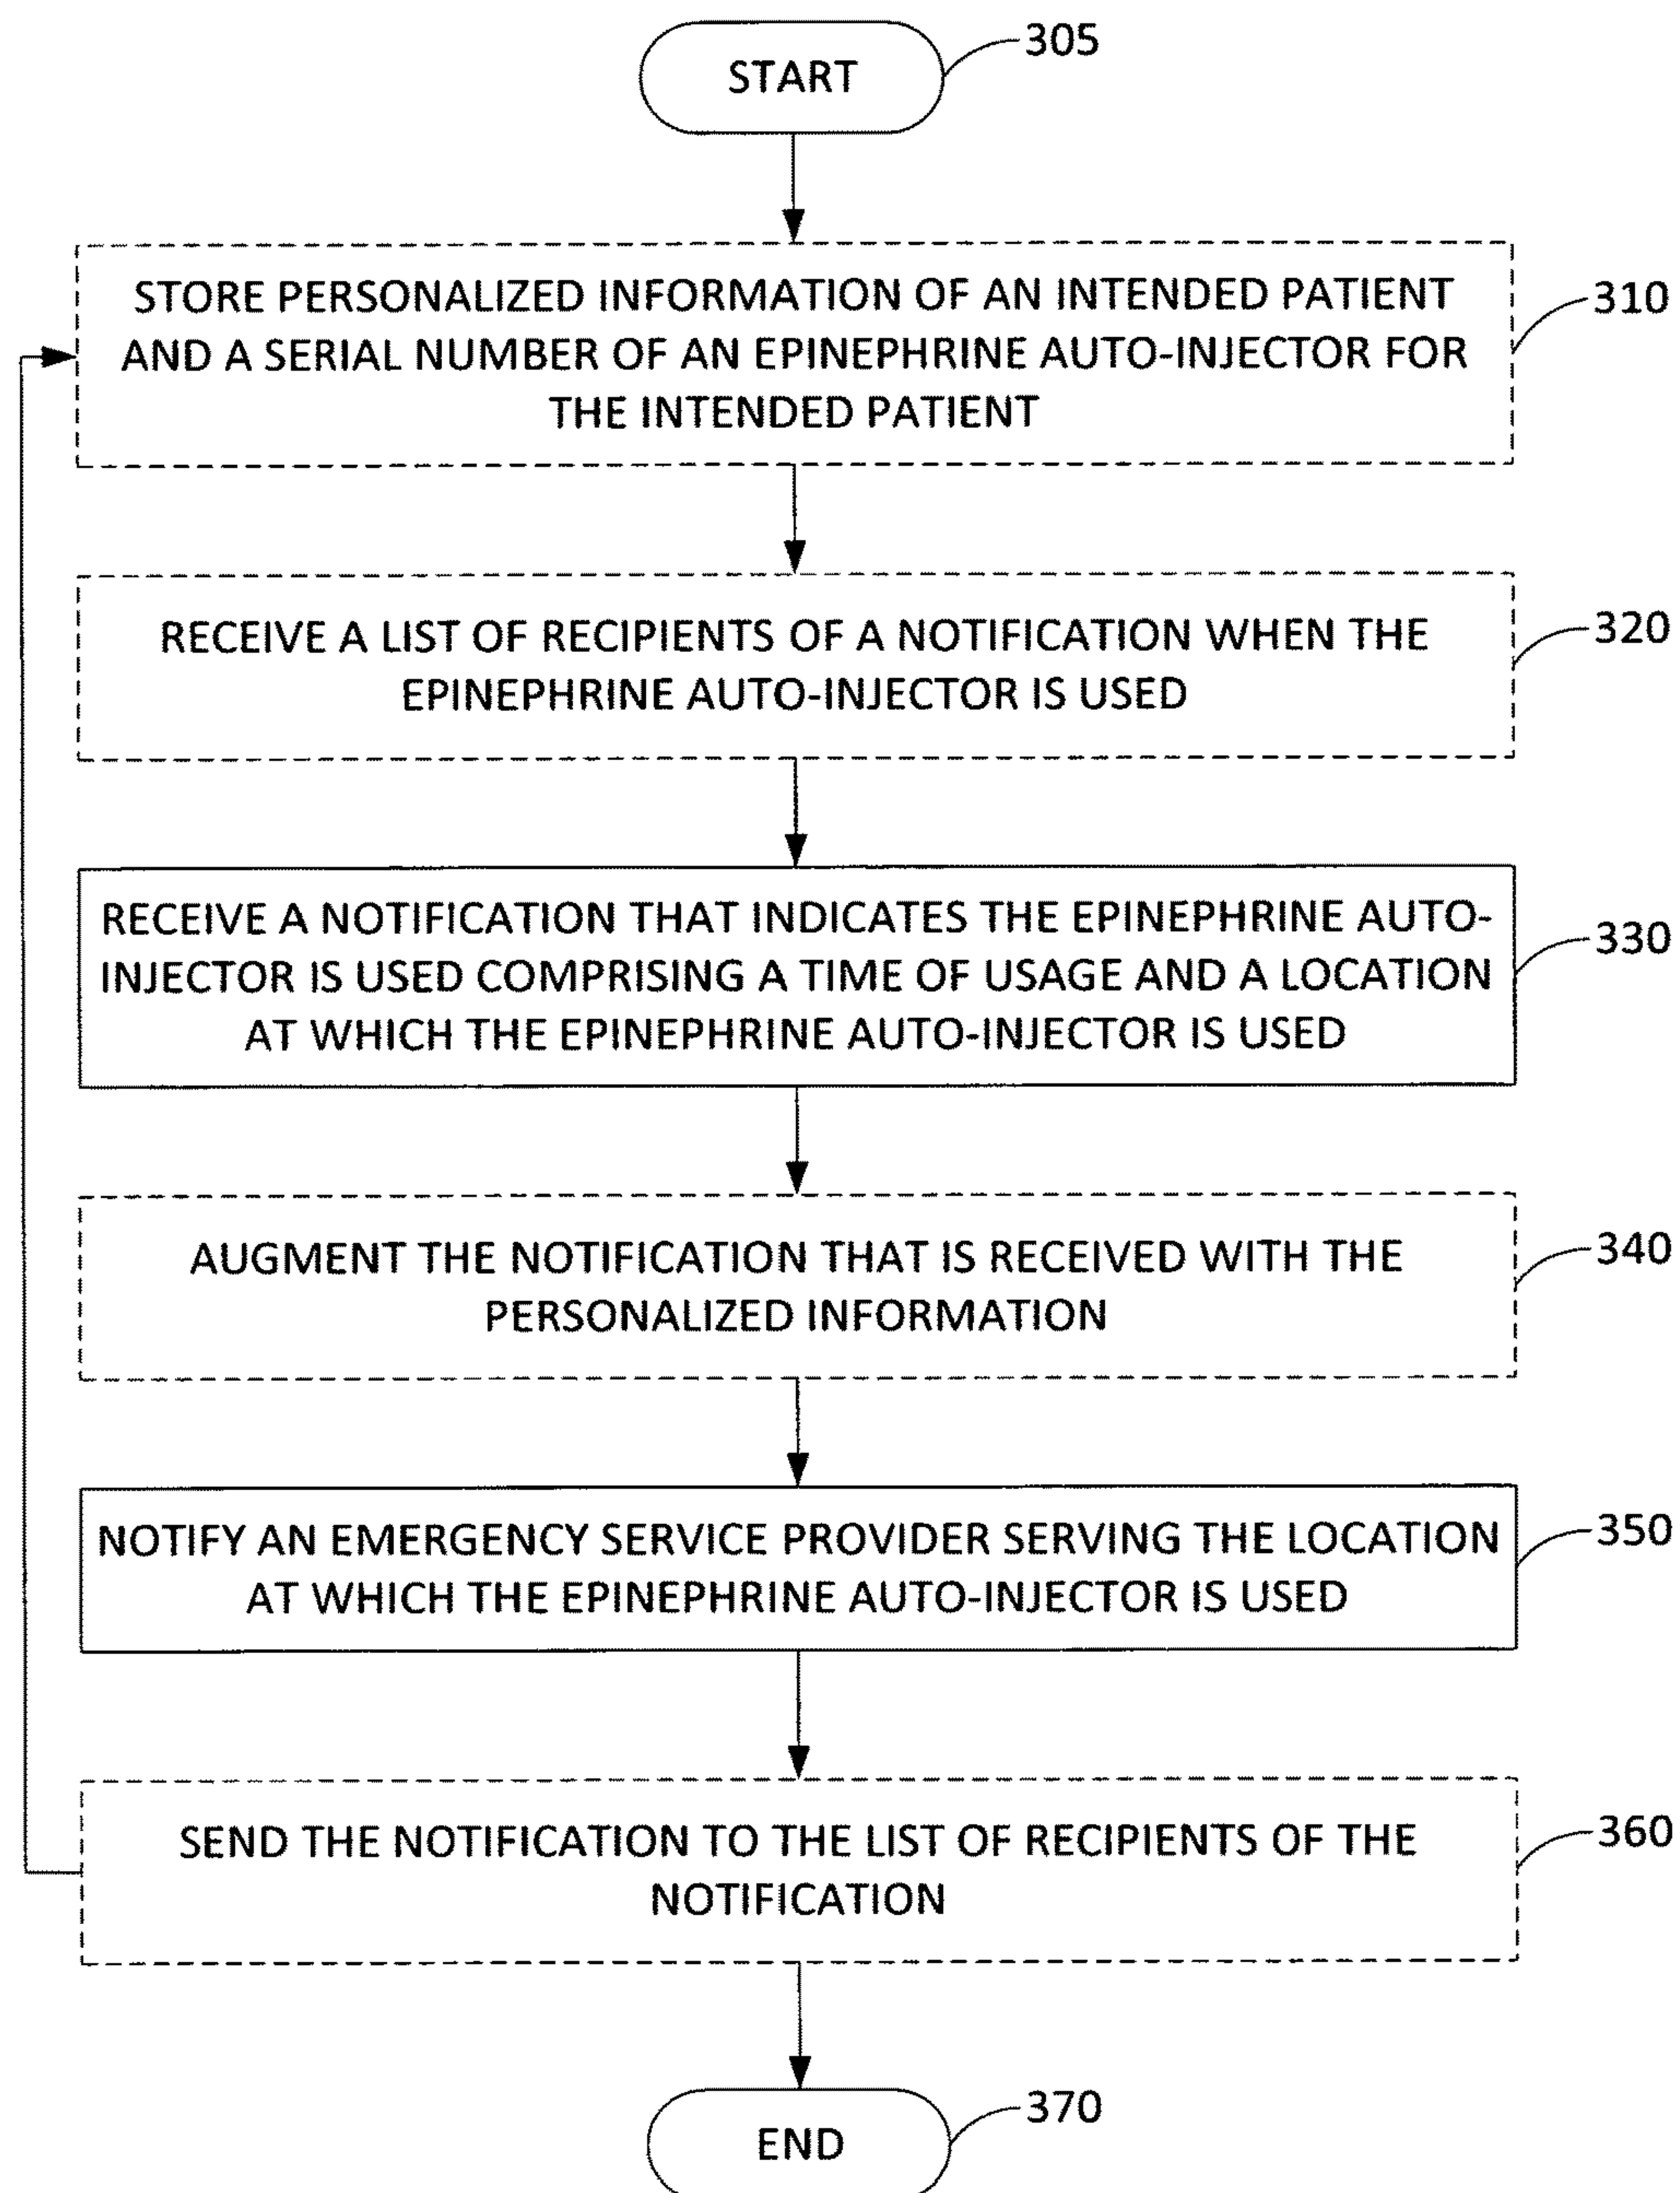 START
305
STORE PERSONALIZED INFORMATION OF AN INTENDED PATIENT
AND A SERIAL NUMBER OF AN EPINEPHRINE AUTO-INJECTOR FOR
THE INTENDED PATIENT
310
RECEIVE A LIST OF RECIPIENTS OF A NOTIFICATION WHEN THE
EPINEPHRINE AUTO-INJECTOR IS USED
320
RECEIVE A NOTIFICATION THAT INDICATES THE EPINEPHRINE AUTO-
INJECTOR IS USED COMPRISING A TIME OF USAGE AND A LOCATION
AT WHICH THE EPINEPHRINE AUTO-INJECTOR IS USED
330
AUGMENT THE NOTIFICATION THAT IS RECEIVED WITH THE
PERSONALIZED INFORMATION
340
NOTIFY AN EMERGENCY SERVICE PROVIDER SERVING THE LOCATION
AT WHICH THE EPINEPHRINE AUTO-INJECTOR IS USED
350
SEND THE NOTIFICATION TO THE LIST OF RECIPIENTS OF THE
NOTIFICATION
360
END
370